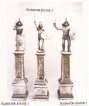 GLADIATOR STATUE 2
GLADIATOR STATUE 1
GLADIATOR STATUE 3